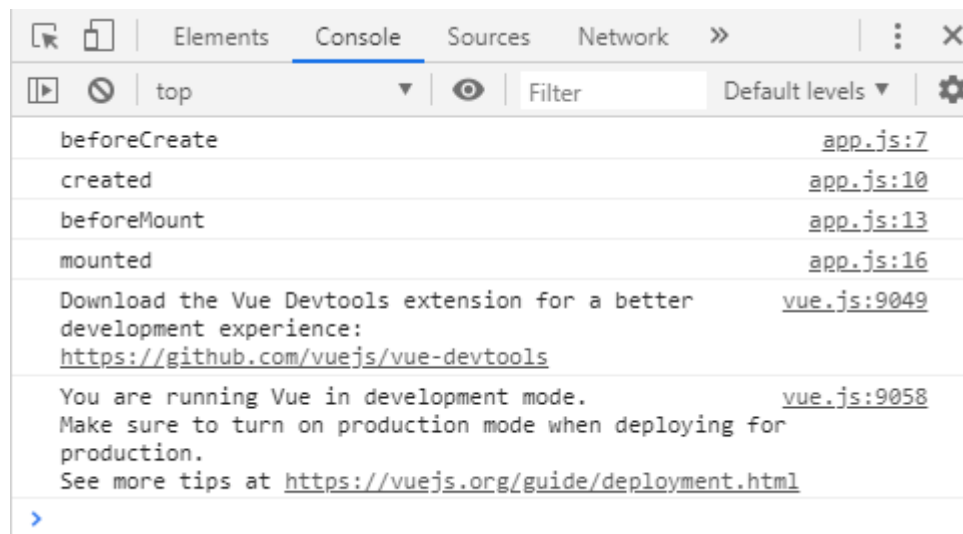 Elements Console Sources Network »
top Filter Default levels
beforeCreate app.js:7
created app.js:10
beforeMount app.js:13
mounted app.js:16
Download the Vue Devtools extension for a better vue.js:9049
development experience:
https://github.com/vuejs/vue-devtools
You are running Vue in development mode. vue.js:9058
Make sure to turn on production mode when deploying for
production.
See more tips at https://vuejs.org/guide/deployment.html